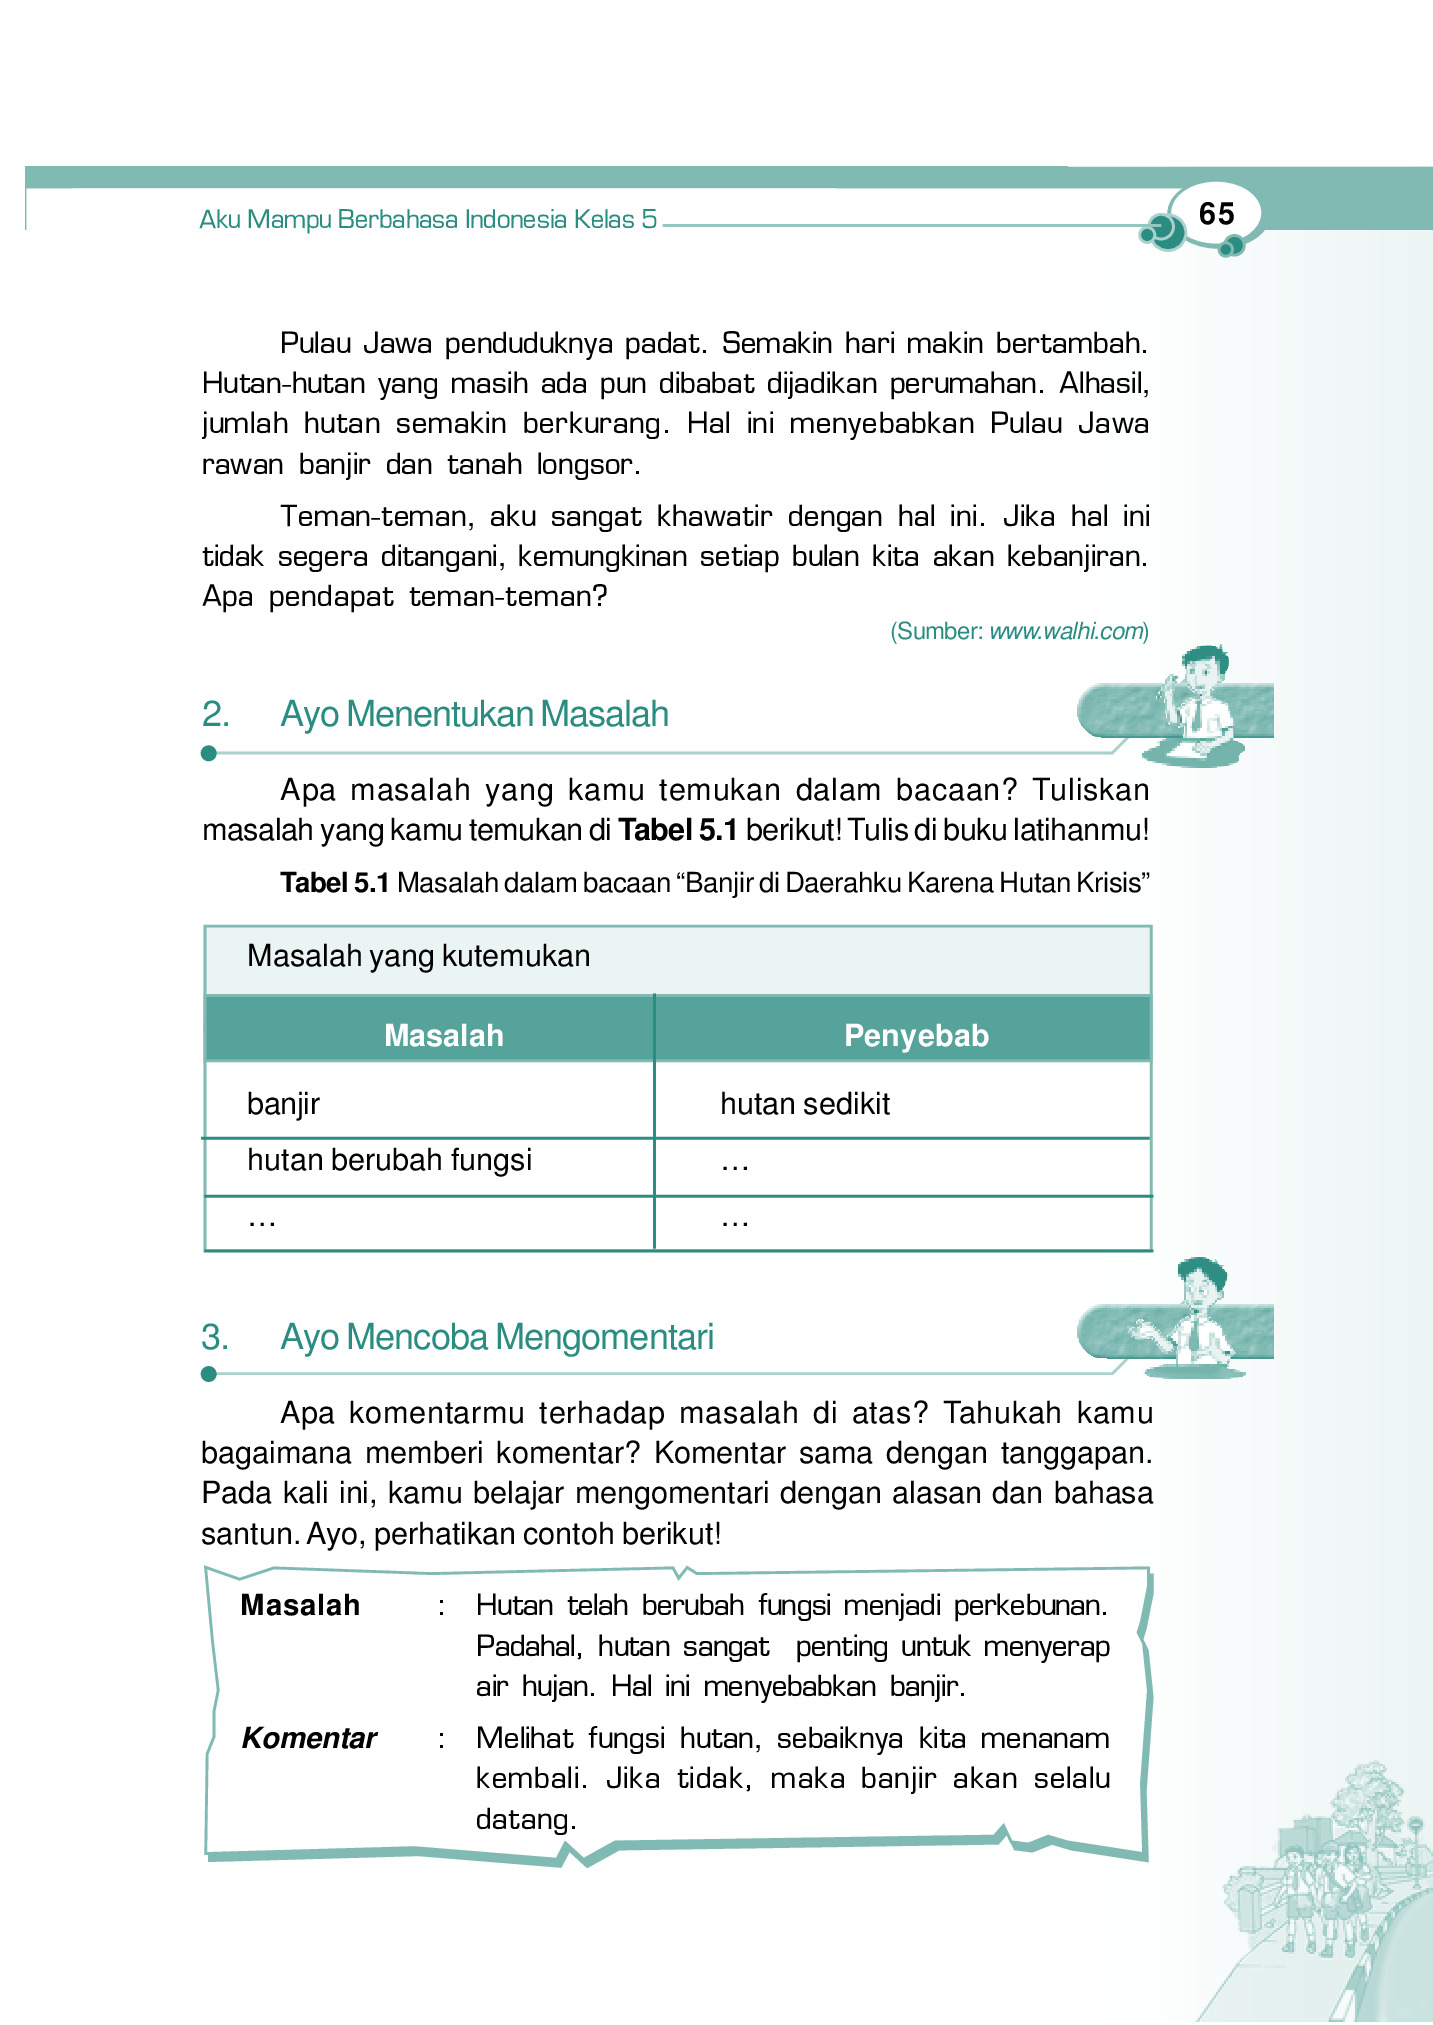 Aku Mampu Berbahasa Indonesia Kelas 5
65
Pulau Jawa penduduknya padat. Semakin hari makin bertambah.
Hutan-hutan yang masih ada pun dibabat dijadikan perumahan. Alhasil,
jumlah hutan semakin berkurang. Hal ini menyebabkan Pulau Jawa
rawan banjir dan tanah longsor.
Teman-teman, aku sangat khawatir dengan hal ini. Jika hal ini
tidak segera ditangani, kemungkinan setiap bulan kita akan kebanjiran.
Apa pendapat teman-teman?
(Sumber: www.walhi.com)
2. Ayo Menentukan Masalah
Apa masalah yang kamu temukan dalam bacaan? Tuliskan
masalah yang kamu temukan di Tabel 5.1 berikut! Tulis di buku latihanmu!
Tabel 5.1 Masalah dalam bacaan “Banjir di Daerahku Karena Hutan Krisis”
Masalah yang kutemukan
Masalah Penyebab
banjir hutan sedikit
hutan berubah fungsi …
… …
3. Ayo Mencoba Mengomentari
Apa komentarmu terhadap masalah di atas? Tahukah kamu
bagaimana memberi komentar? Komentar sama dengan tanggapan.
Pada kali ini, kamu belajar mengomentari dengan alasan dan bahasa
santun. Ayo, perhatikan contoh berikut!
Masalah : Hutan telah berubah fungsi menjadi perkebunan.
Padahal, hutan sangat penting untuk menyerap
air hujan. Hal ini menyebabkan banjir.
Komentar : Melihat fungsi hutan, sebaiknya kita menanam
kembali. Jika tidak, maka banjir akan selalu
datang.